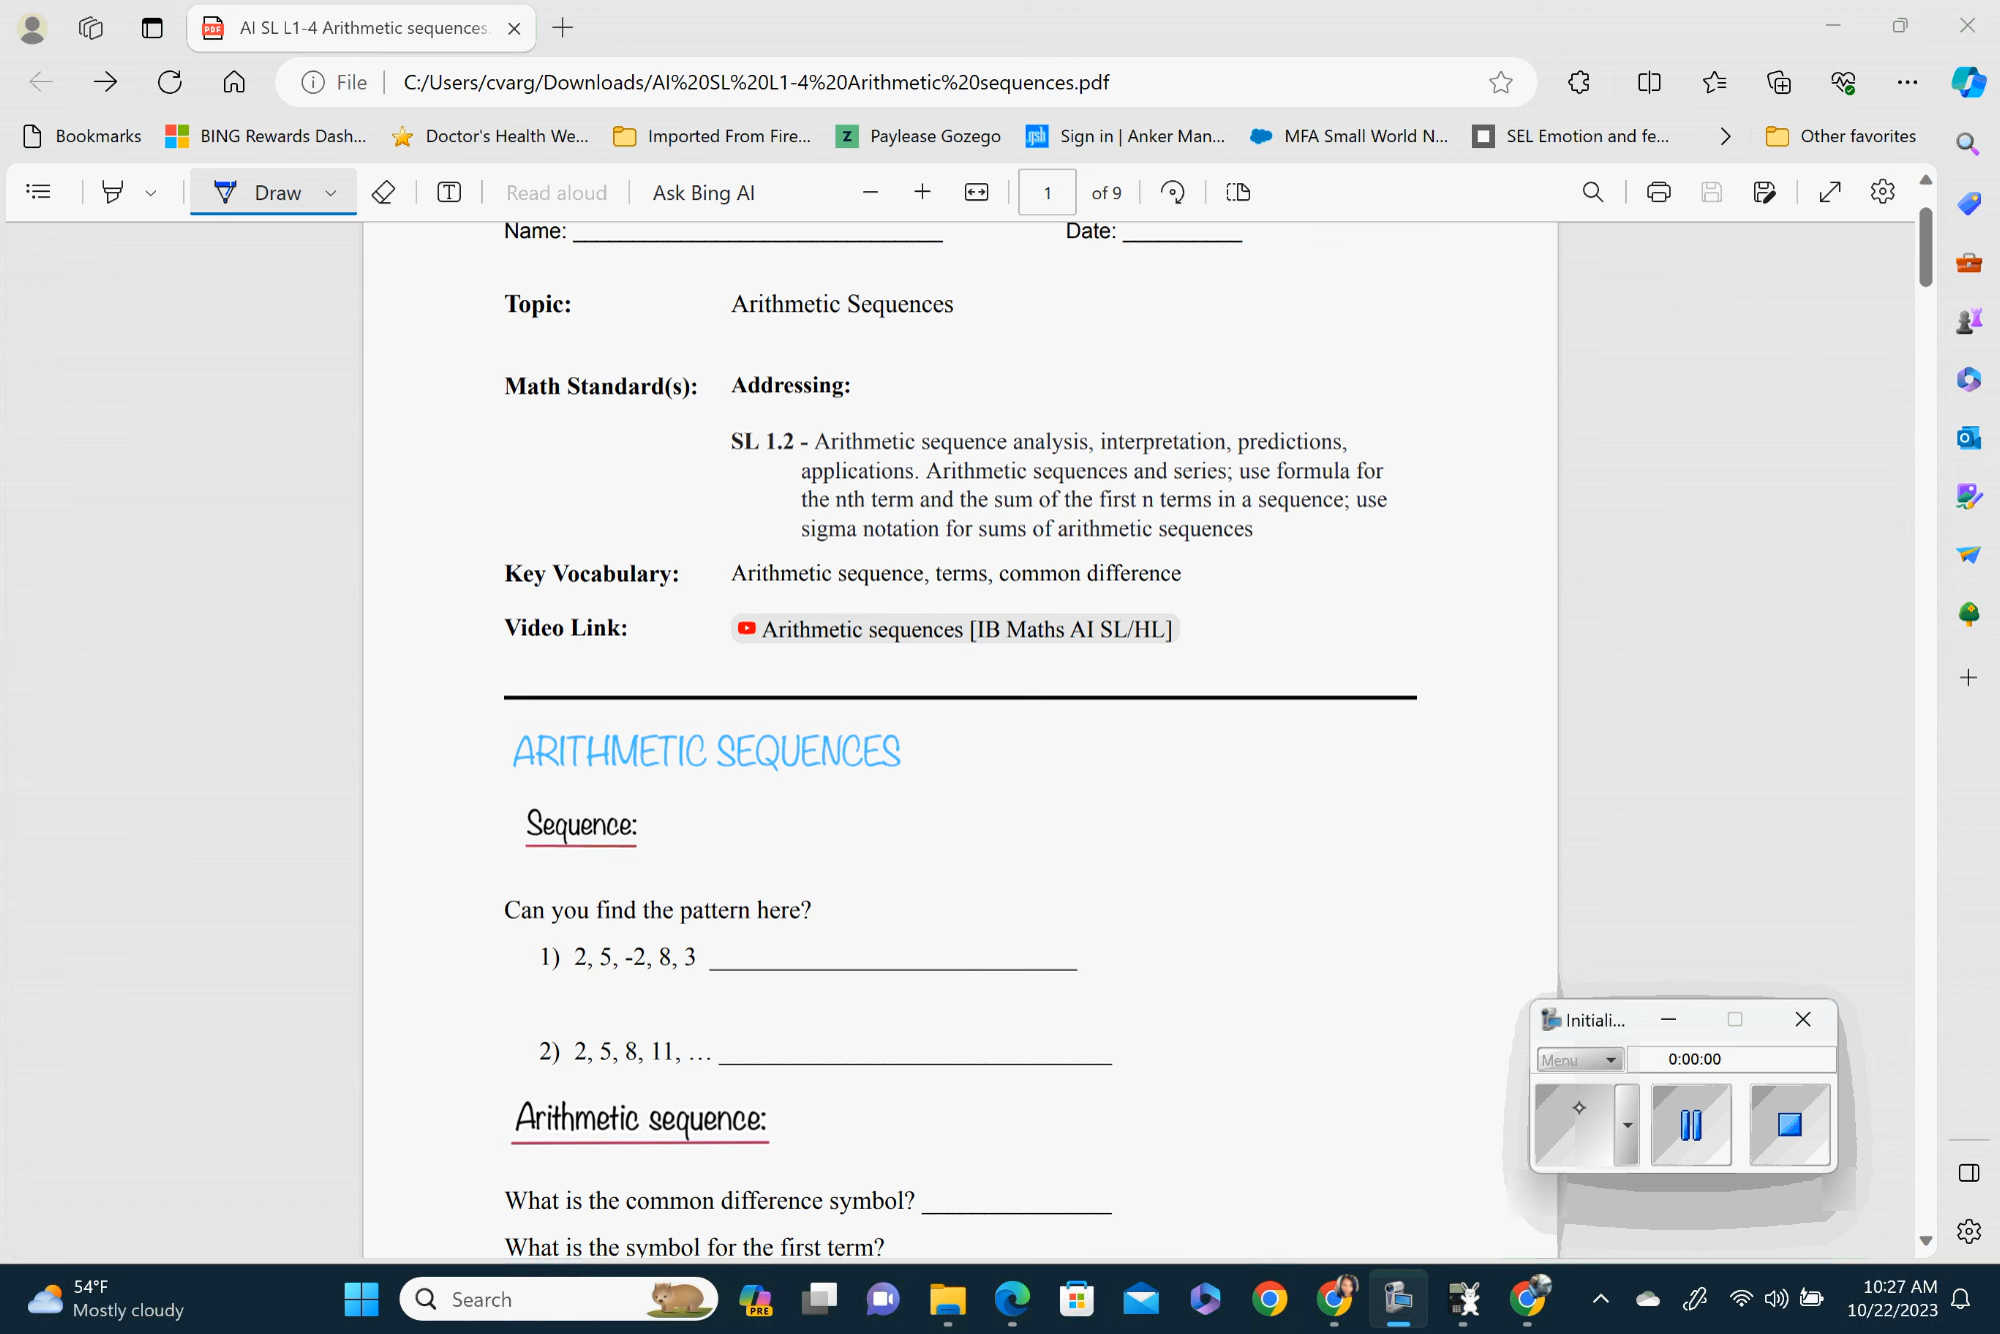 AI SL L1-4 Arithmetic sequences.
File
C:/Users/cvarg/Downloads/AI%20SL%20L1-4%20Arithmetic%20sequences.pdf
Bookmarks
BING Rewards Dash...
Doctor's Health We...
Imported From Fire...
Paylease Gozego
Sign in | Anker Man...
MFA Small World N...
SEL Emotion and fe...
Other favorites
Draw
Read aloud
Ask Bing AI
1
of 9
Name: ____________________
Date: __________
Topic: Arithmetic Sequences
Math Standard(s): Addressing:
SL 1.2 - Arithmetic sequence analysis, interpretation, predictions,
applications. Arithmetic sequences and series; use formula for
the nth term and the sum of the first n terms in a sequence; use
sigma notation for sums of arithmetic sequences
Key Vocabulary: Arithmetic sequence, terms, common difference
Video Link: Arithmetic sequences [IB Maths AI SL/HL]
ARITHMETIC SEQUENCES
Sequence:
Can you find the pattern here?
1) 2, 5, -2, 8, 3 ____________________
2) 2, 5, 8, 11, … ____________________
Arithmetic sequence:
What is the common difference symbol? __________
What is the symbol for the first term?
Initiali...
Menu
0:00:00
54°F
Mostly cloudy
Search
PRE
10:27 AM
10/22/2023